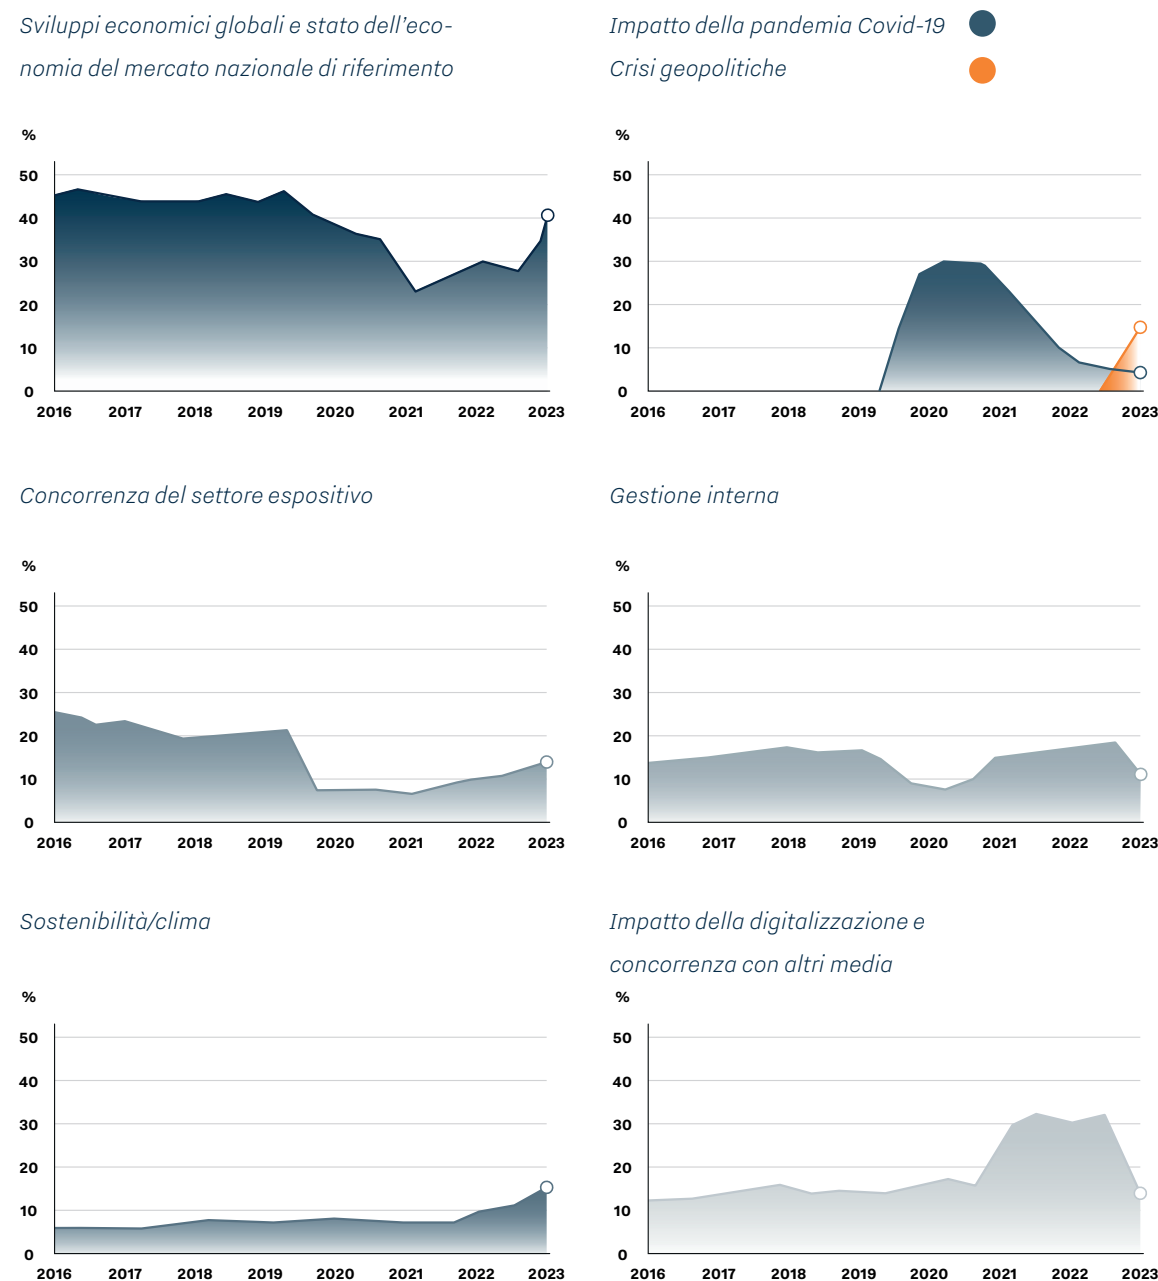 Sviluppi economici globali e stato dell’eco-
nomia del mercato nazionale di riferimento
%
50
40
30
20
10
0
2016 2017 2018 2019 2020 2021 2022 2023
Impatto della pandemia Covid-19
Crisi geopolitiche
%
50
40
30
20
10
0
2016 2017 2018 2019 2020 2021 2022 2023
Concorrenza del settore espositivo
%
50
40
30
20
10
0
2016 2017 2018 2019 2020 2021 2022 2023
Gestione interna
%
50
40
30
20
10
0
2016 2017 2018 2019 2020 2021 2022 2023
Sostenibilità/clima
%
50
40
30
20
10
0
2016 2017 2018 2019 2020 2021 2022 2023
Impatto della digitalizzazione e
concorrenza con altri media
%
50
40
30
20
10
0
2016 2017 2018 2019 2020 2021 2022 2023